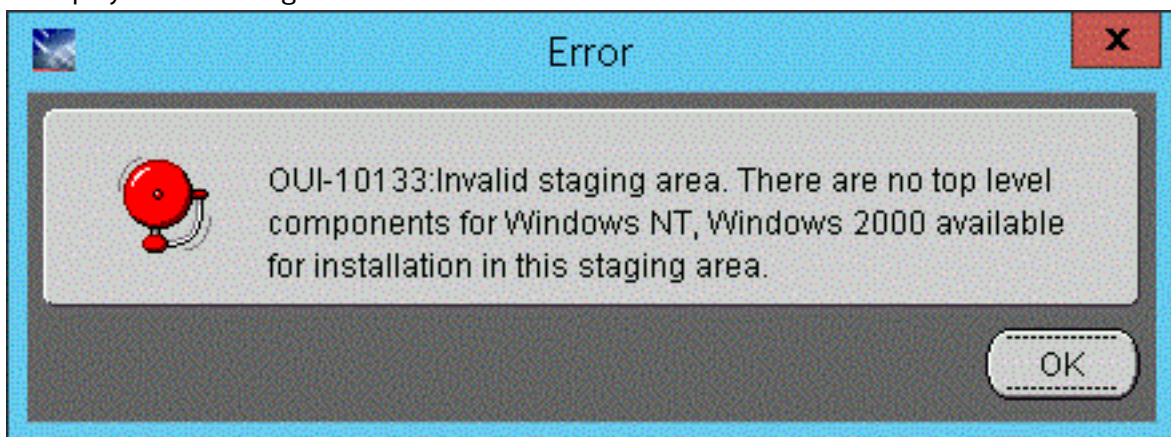 Error
x
OUI-10133:Invalid staging area. There are no top level
components for Windows NT, Windows 2000 available
for installation in this staging area.
OK